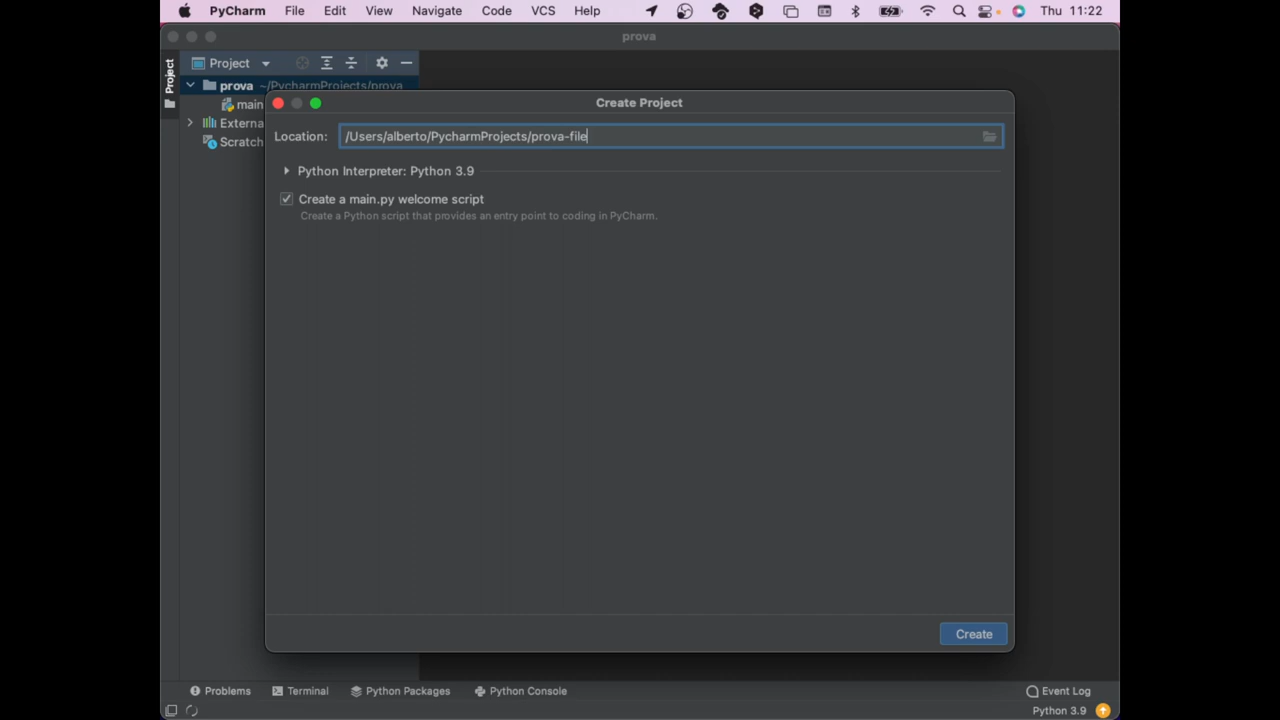 PyCharm File Edit View Navigate Code VCS Help Thu 11:22
prova
Project
Project
prova ~/PycharmProjects/prova
main
Externa
Scratch
Create Project
Location: /Users/alberto/PycharmProjects/prova-file
Python Interpreter: Python 3.9
Create a main.py welcome script
Create a Python script that provides an entry point to coding in PyCharm.
Create
Problems Terminal Python Packages Python Console Event Log
Python 3.9